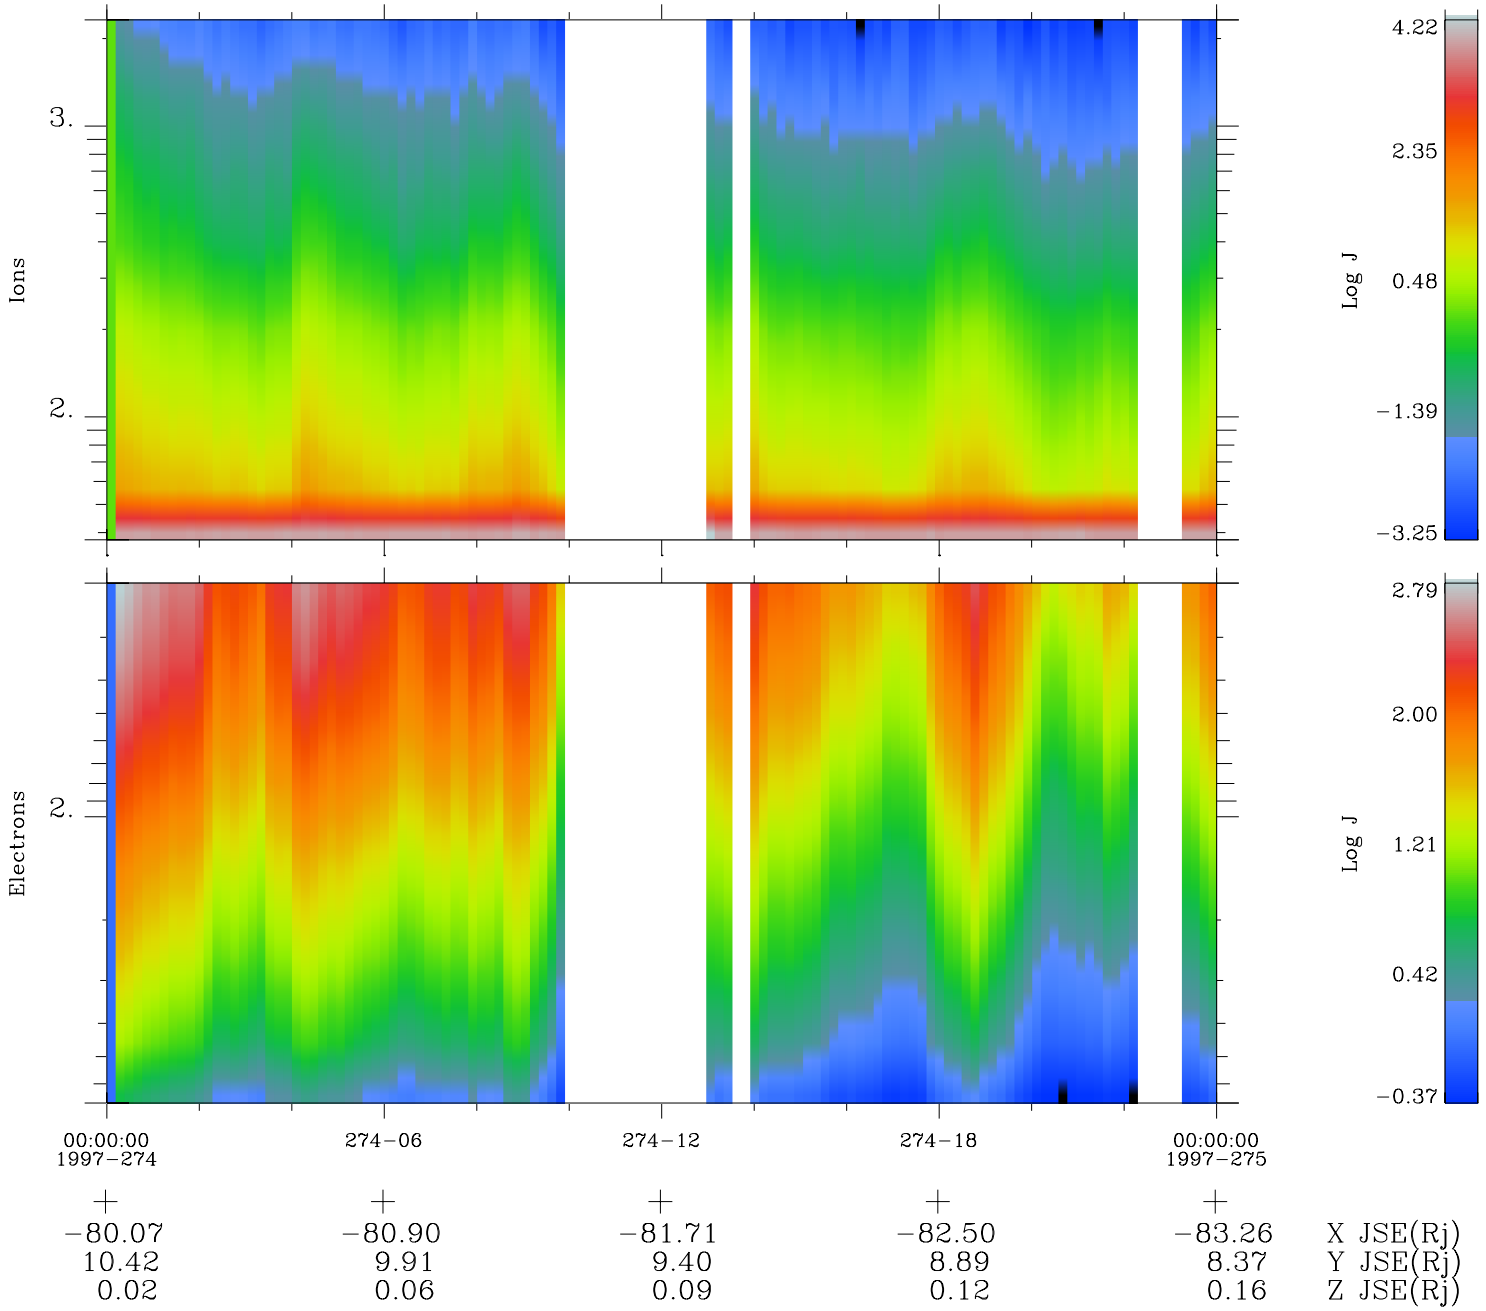 4.22
3.
2.35
Ions
Log J
0.48
2.
−1.39
−3.25
2.79
2.00
2.
Electrons
Log J
1.21
0.42
−0.37
00:00:00 274−06 274−12 274−18 00:00:00
1997−274 1997−275
−80.07 −80.90 −81.71 −82.50 −83.26 X JSE(Rj)
10.42 9.91 9.40 8.89 8.37 Y JSE(Rj)
0.02 0.06 0.09 0.12 0.16 Z JSE(Rj)